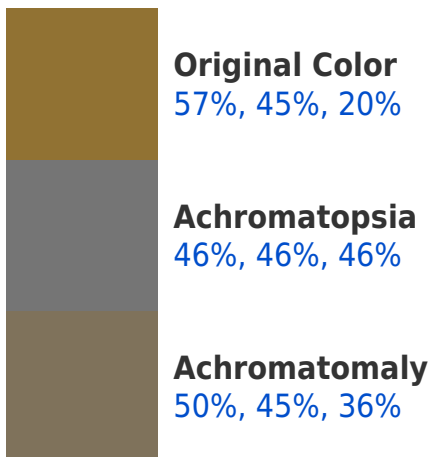 Original Color
57%, 45%, 20%
Achromatopsia
46%, 46%, 46%
Achromatomaly
50%, 45%, 36%